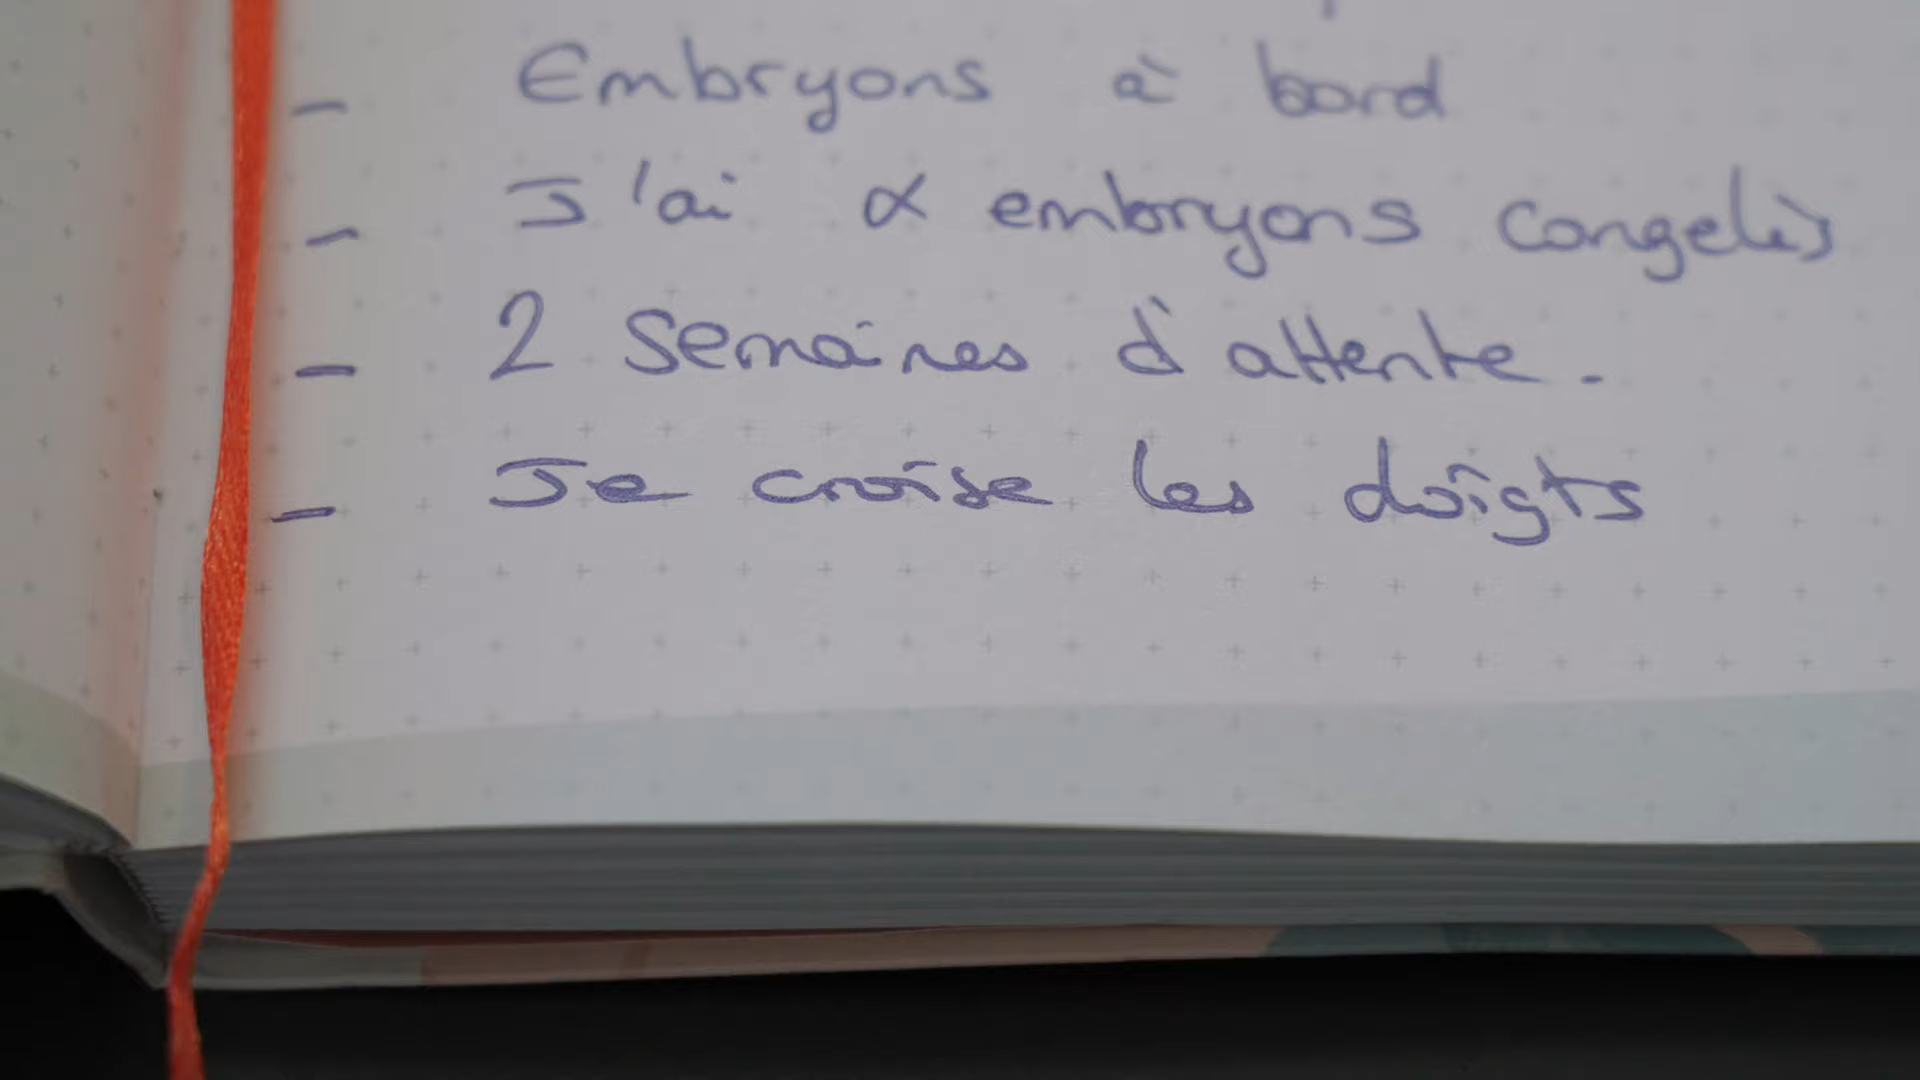 - Embryons à bord
- J'ai α embryons congelés
- 2 semaines d'attente.
- Je croise les doigts